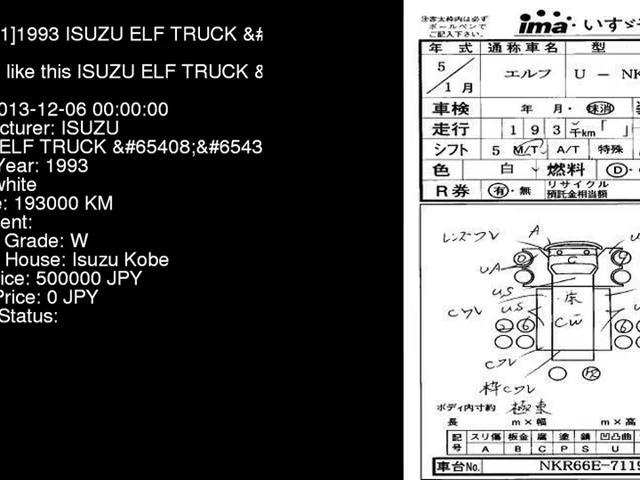 1]1993 ISUZU ELF TRUCK &#
like this ISUZU ELF TRUCK &
013-12-06 00:00:00
cturer: ISUZU
ELF TRUCK &#65408;&#6543
Year: 1993
white
e: 193000 KM
ent:
Grade: W
House: Isuzu Kobe
ice: 500000 JPY
Price: 0 JPY
Status:
注書太枠内は必ず
ボールペンで
ご記入下さい。
ima いすゞ
年式 通称車名 型
5/1月 エルフ U-NK
車検 年 月・抹消
走行 193千km
シフト 5 M/T A/T 特殊
色 白 燃料 D
R券 有・無 リサイクル預託金相当額
レンズワレ A
UA
C
US 床
Cワレ US CW
Cワレ
枠Cワレ
ボディ内寸約 極東
長 m×幅 m×高
記号 スリ傷 板金 腐 塗 錆 凹凸曲
A B C P S U
車台No. NKR66E-7119